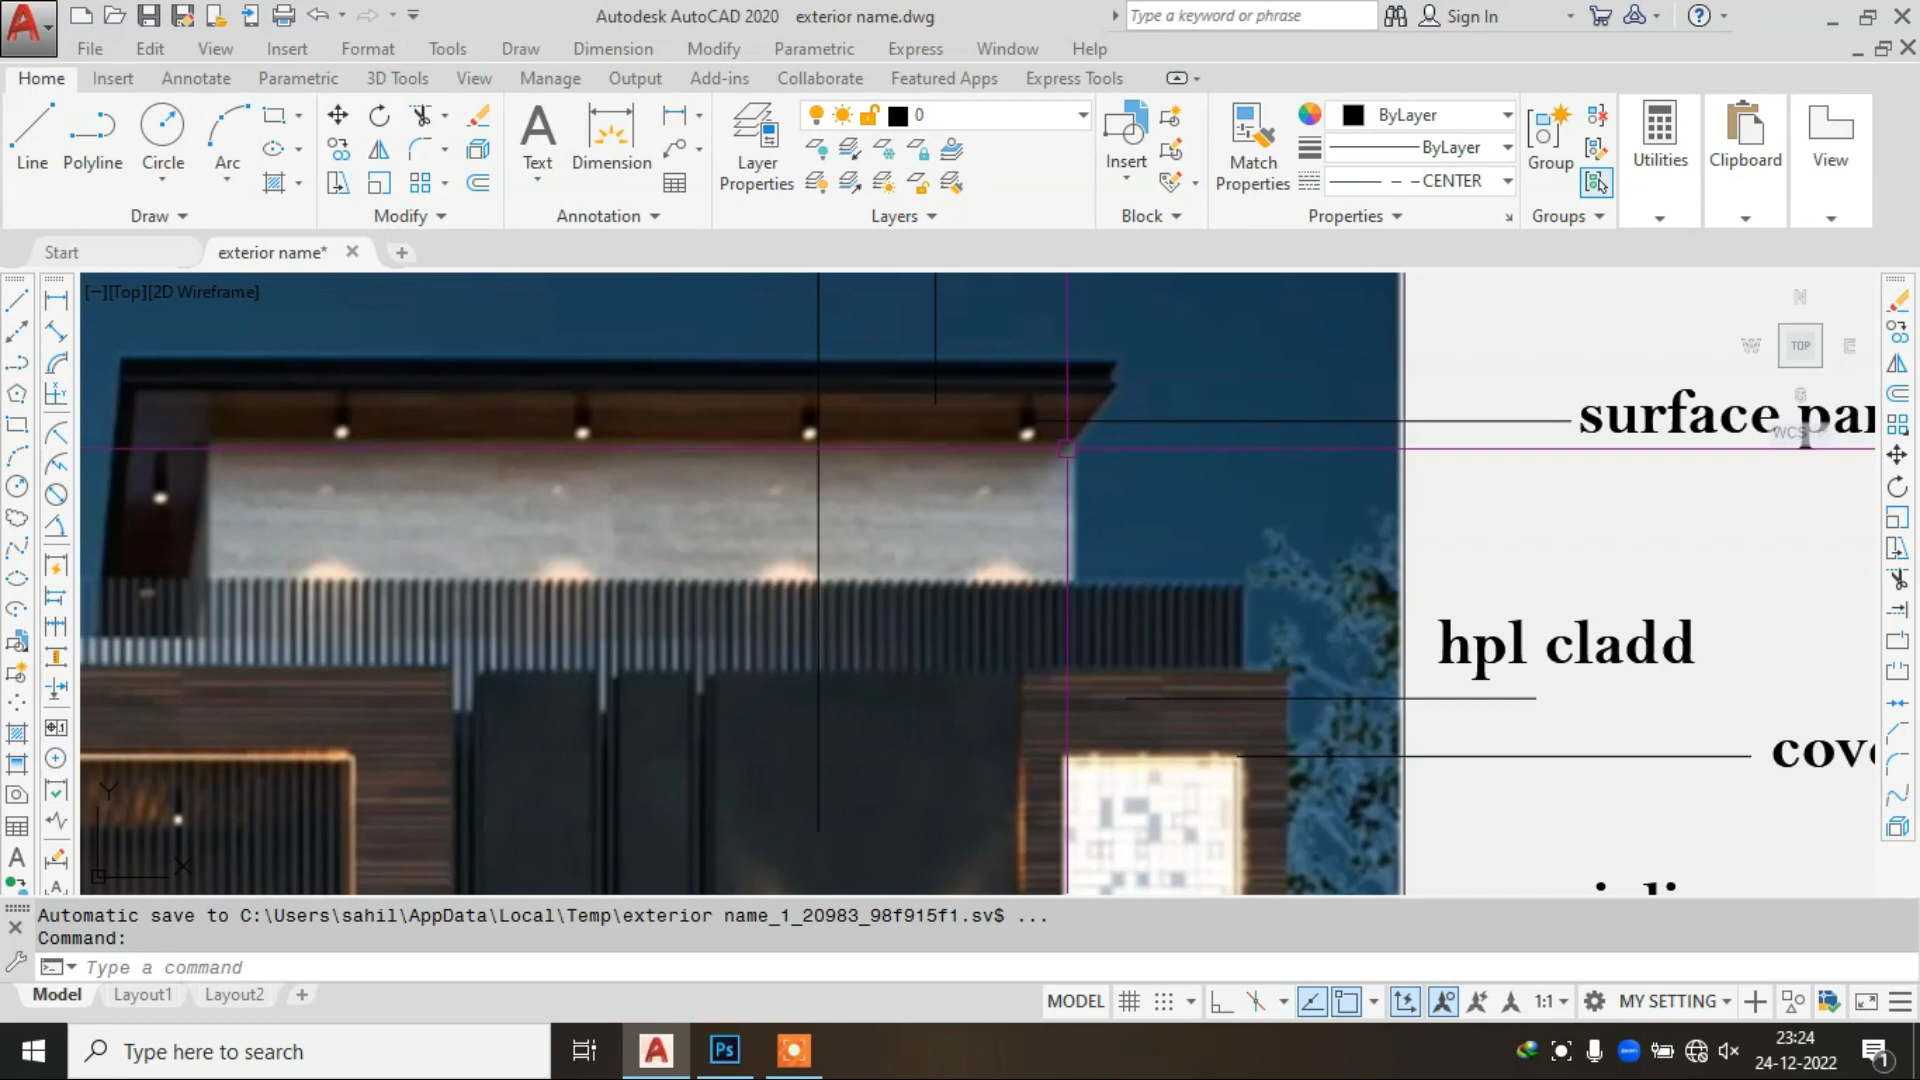 Autodesk AutoCAD 2020 exterior name.dwg
Type a keyword or phrase
Sign In
File Edit View Insert Format Tools Draw Dimension Modify Parametric Express Window Help
Home Insert Annotate Parametric 3D Tools View Manage Output Add-ins Collaborate Featured Apps Express Tools
0
ByLayer
Line Polyline Circle Arc
Text Dimension
Layer Properties
Insert
Match Properties
ByLayer
CENTER
Group
Utilities Clipboard View
Draw Modify Annotation Layers Block Properties Groups
Start exterior name*
[−][Top][2D Wireframe]
N
W TOP E
S
surface pan
WCS
hpl cladd
cove
Y
X
Automatic save to C:\Users\sahil\AppData\Local\Temp\exterior name_1_20983_98f915f1.sv$ ...
Command:
Type a command
Model Layout1 Layout2
MODEL 1:1 MY SETTING
Type here to search
A Ps
23:24
24-12-2022
1